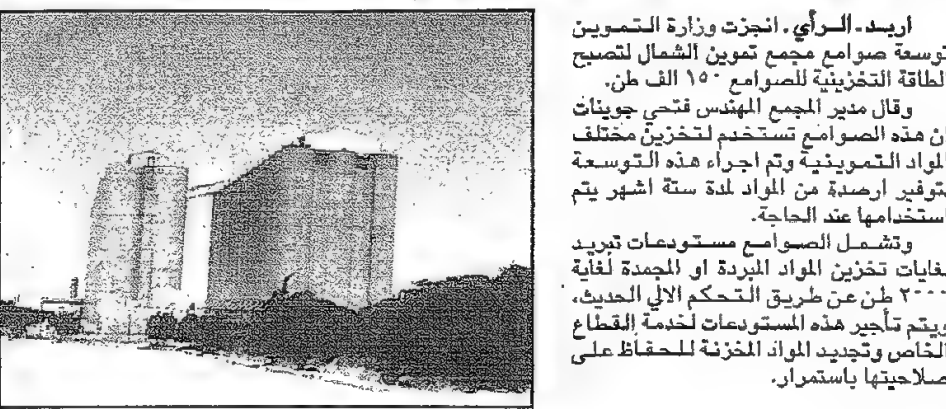 اربـد ـ الـرأي ـ انجزت وزارة الـتمـويـن
توسعة صوامع مجمع تموين الشمال لتصبح
الطاقة التخزينية للصوامع ١٥٠ الف طن.
وقال مدير المجمع المهندس فتحي جوينات
ان هذه الصوامع تستخدم لتخزين مختلف
المواد التموينية وتم اجراء هذه التوسعة
لتوفير ارصدة من المواد لمدة ستة اشهر يتم
استخدامها عند الحاجة.
وتشمل الصوامع مستودعات تبريد
لغايات تخزين المواد المبردة او المجمدة لغاية
٢٠٠٠ طن عن طريق التحكم الالي الحديث،
ويتم تأجير هذه المستودعات لخدمة القطاع
الخاص وتجديد المواد المخزنة للحفاظ على
صلاحيتها باستمرار.